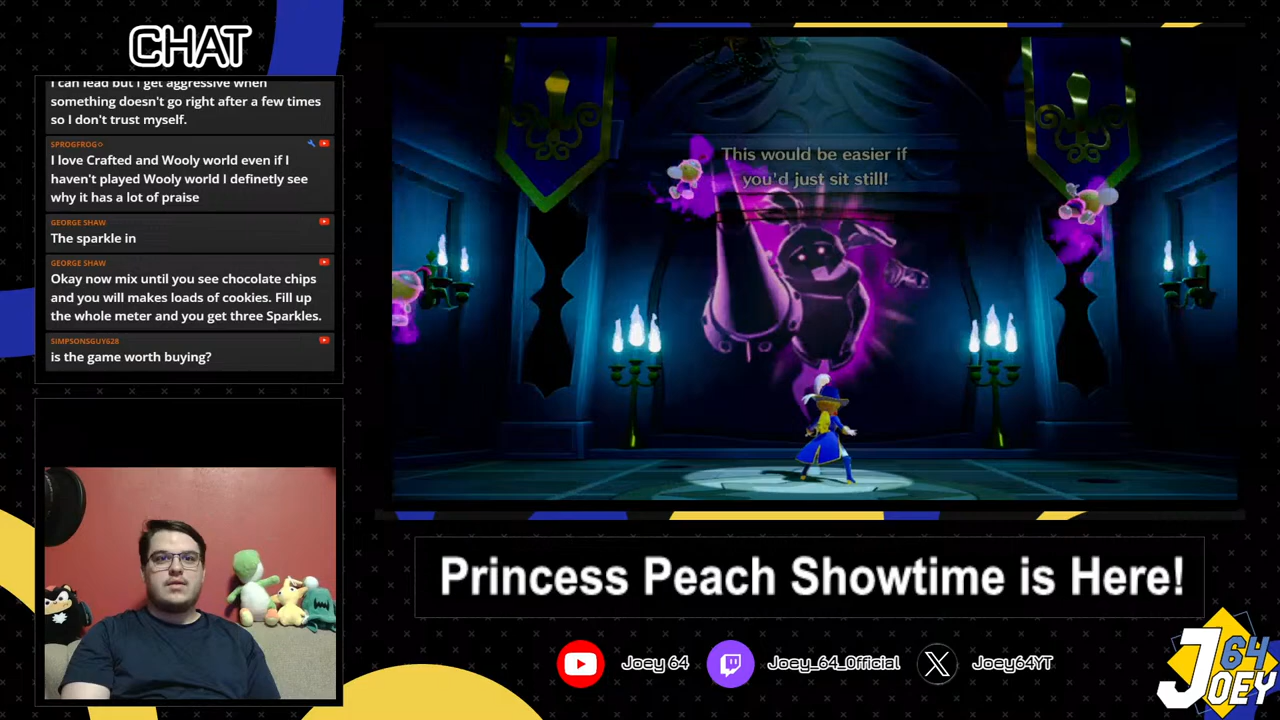 CHAT
I can lead but I get aggressive when
something doesn't go right after a few times
so I don't trust myself.
SPROGFROG
I love Crafted and Wooly world even if I
haven't played Wooly world I definetly see
why it has a lot of praise
GEORGE SHAW
The sparkle in
GEORGE SHAW
Okay now mix until you see chocolate chips
and you will makes loads of cookies. Fill up
the whole meter and you get three Sparkles.
SIMPSONSGUY628
is the game worth buying?
This would be easier if
you'd just sit still!
Princess Peach Showtime is Here!
Joey 64
Joey_64_Official
Joey64YT
64
JOEY